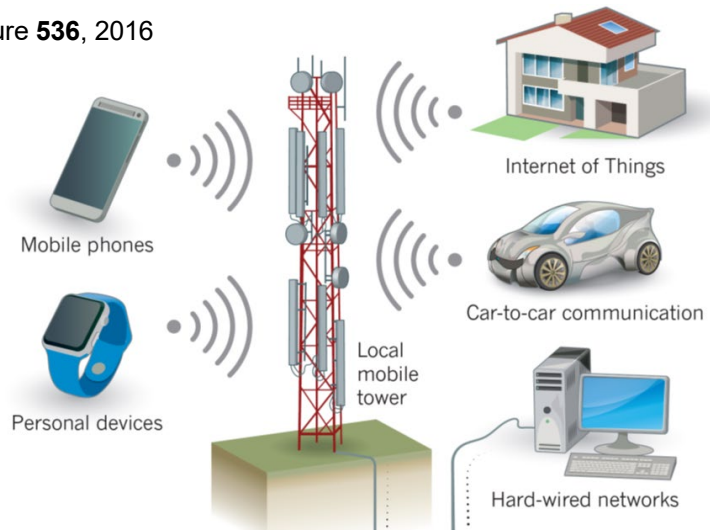 536, 2016
Internet of Things
Mobile phones
Car-to-car communication
Local
mobile
tower
Personal devices
Hard-wired networks